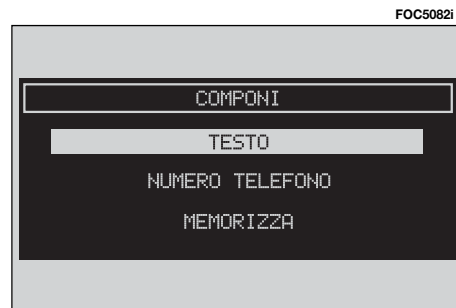 FOC5082i
COMPONI
TESTO
NUMERO TELEFONO
MEMORIZZA